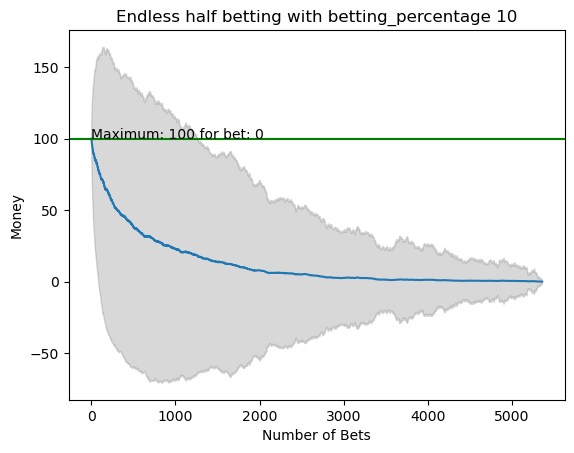 Endless half betting with betting_percentage 10
150
Maximum: 100 for bet: 0
100
50
0
−50
Money
0 1000 2000 3000 4000 5000
Number of Bets